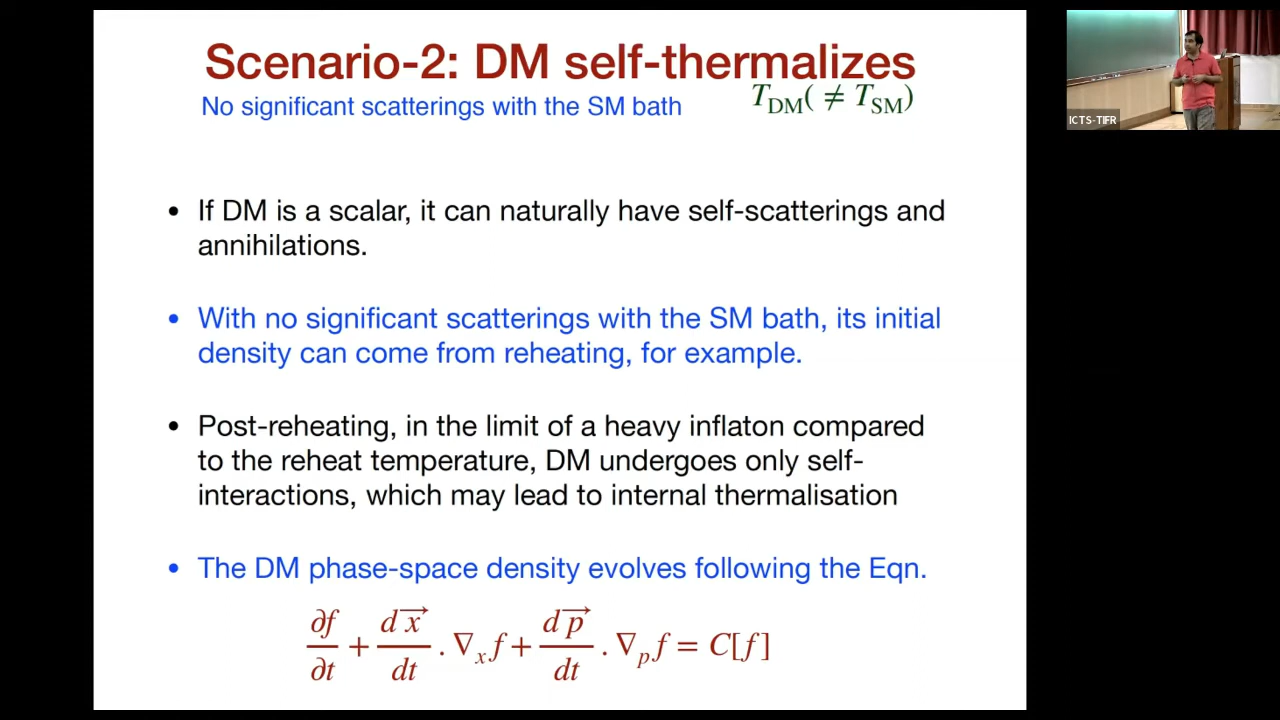 Scenario-2: DM self-thermalizes
No significant scatterings with the SM bath
T_DM( ≠ T_SM)
• If DM is a scalar, it can naturally have self-scatterings and
annihilations.
• With no significant scatterings with the SM bath, its initial
density can come from reheating, for example.
• Post-reheating, in the limit of a heavy inflaton compared
to the reheat temperature, DM undergoes only self-
interactions, which may lead to internal thermalisation
• The DM phase-space density evolves following the Eqn.
∂f/∂t + dx⃗/dt . ∇_x f + dp⃗/dt . ∇_p f = C[f]
ICTS-TIFR